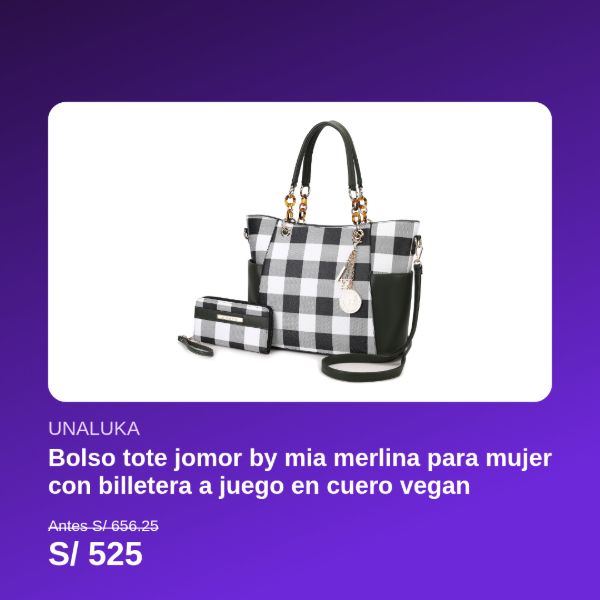 UNALUKA
Bolso tote jomor by mia merlina para mujer
con billetera a juego en cuero vegan
Antes S/ 656.25
S/ 525